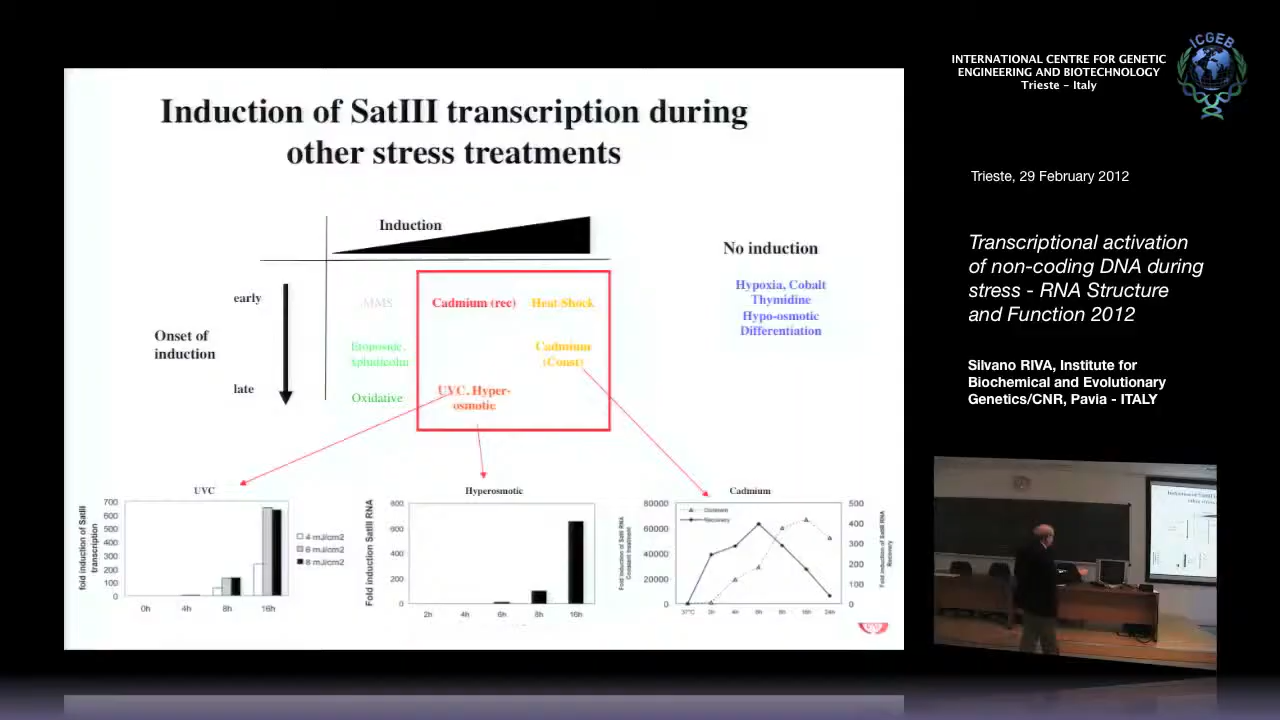 Induction of SatIII transcription during
other stress treatments
Induction
No induction
early
Onset of
induction
late
MMS
Cadmium (rec)
Heat-Shock
Etoposide,
Cadmium
(Const)
Oxidative
UVC, Hyper-
osmotic
Hypoxia, Cobalt
Thymidine
Hypo-osmotic
Differentiation
UVC
fold induction of SatIII
transcription
700
600
500
400
300
200
100
0
0h
4h
8h
16h
4 mJ/cm2
6 mJ/cm2
8 mJ/cm2
Hyperosmotic
Fold induction SatIII RNA
800
600
400
200
0
2h
4h
6h
8h
16h
Cadmium
Fold induction of SatIII RNA
Constant treatment
80000
60000
40000
20000
0
Constant
Recovery
37°C
4h
8h
16h
24h
500
400
300
200
100
0
Fold induction of SatIII RNA
Recovery
INTERNATIONAL CENTRE FOR GENETIC
ENGINEERING AND BIOTECHNOLOGY
Trieste - Italy
ICGEB
Trieste, 29 February 2012
Transcriptional activation
of non-coding DNA during
stress - RNA Structure
and Function 2012
Silvano RIVA, Institute for
Biochemical and Evolutionary
Genetics/CNR, Pavia - ITALY